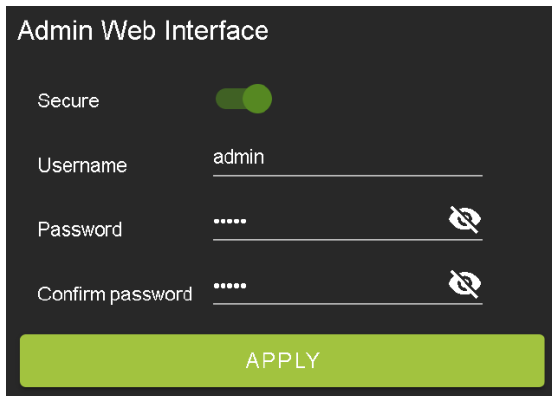 Admin Web Interface
Secure
Username admin
Password •••••
Confirm password •••••
APPLY